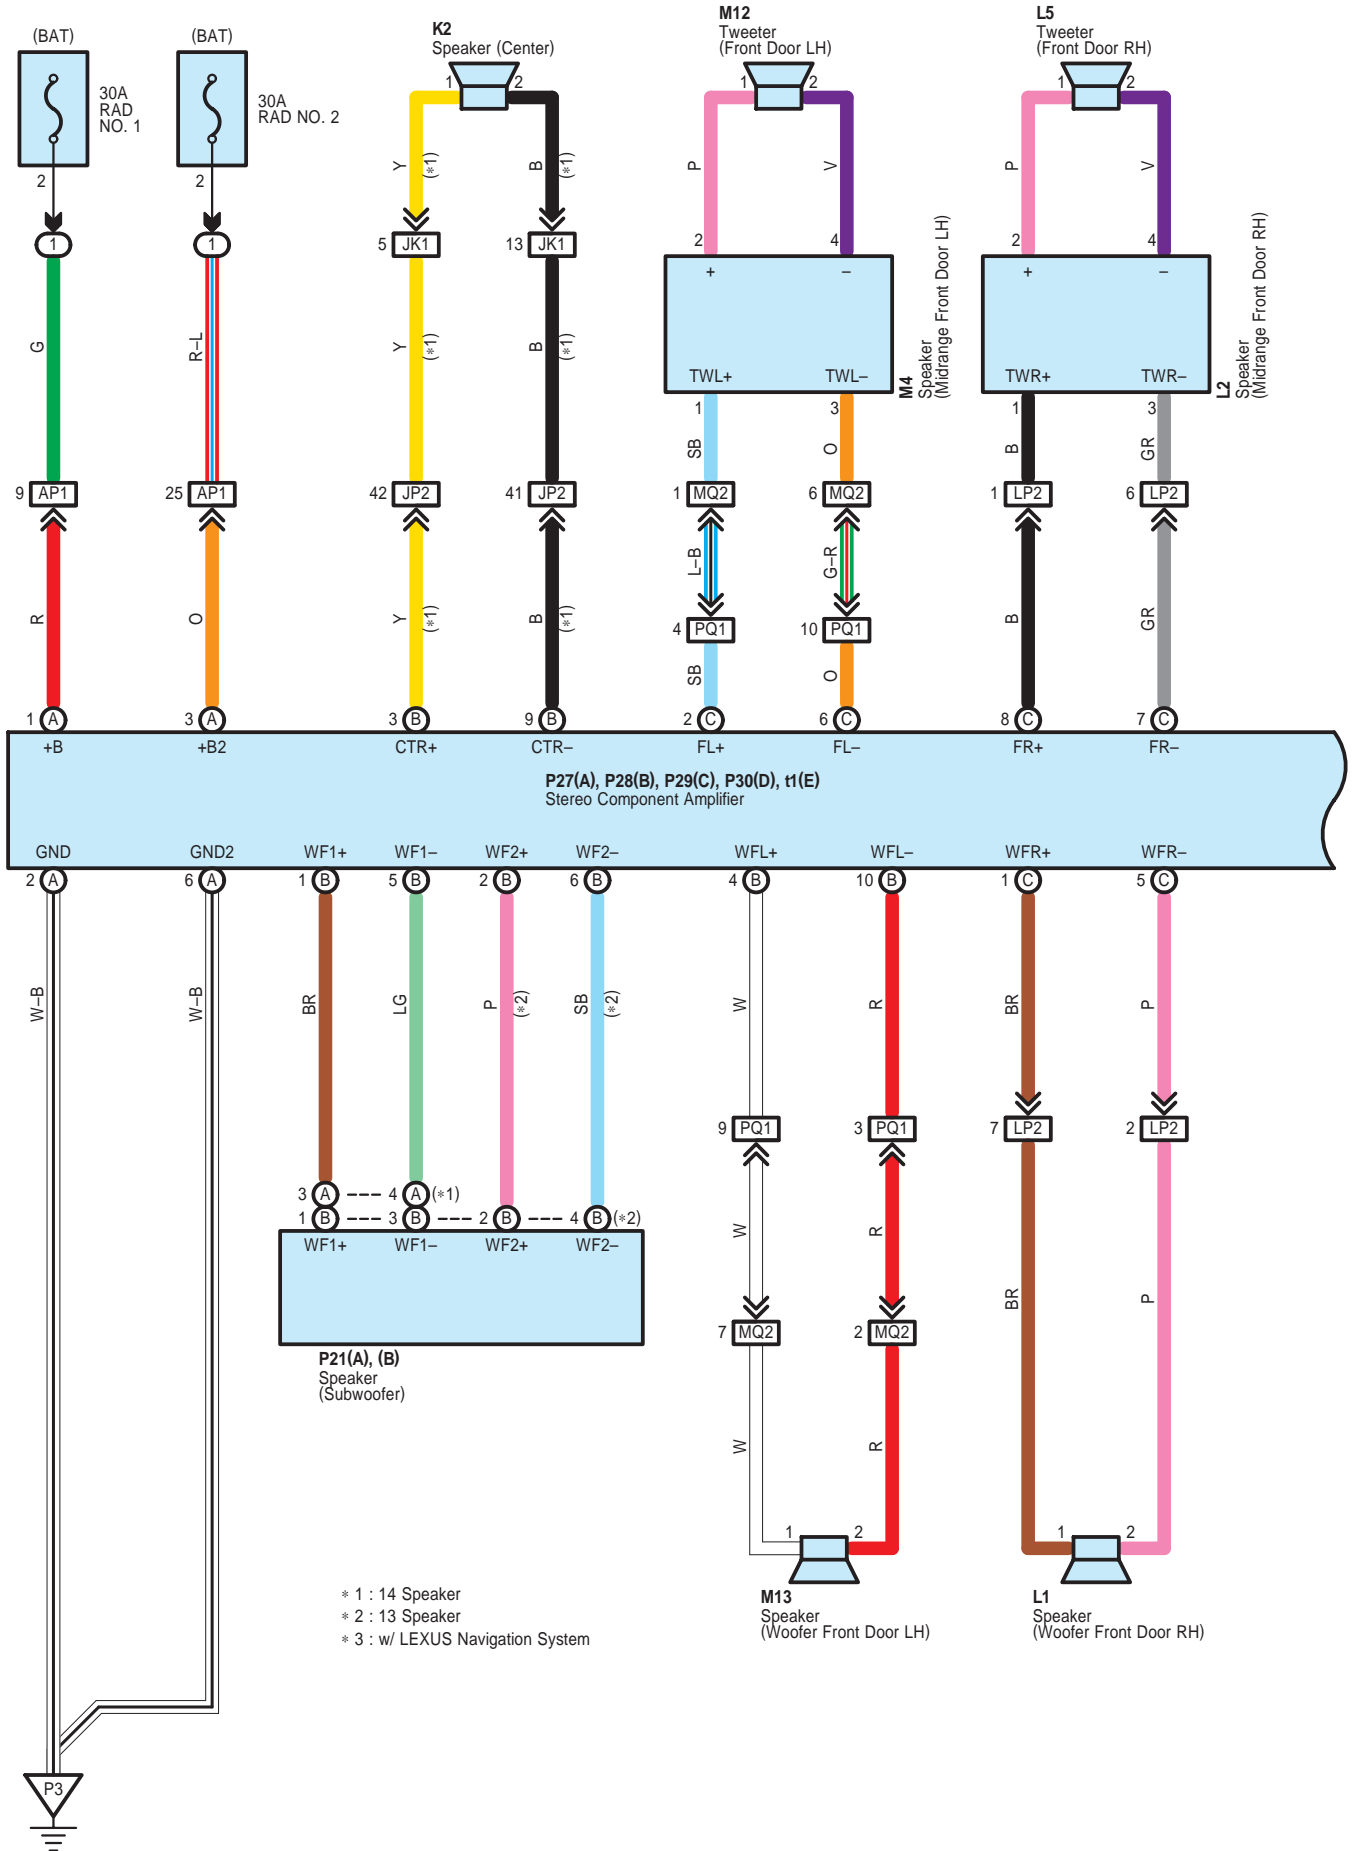 (BAT)
(BAT)
K2
Speaker (Center)
M12
Tweeter
(Front Door LH)
L5
Tweeter
(Front Door RH)
30A
RAD
NO. 1
30A
RAD NO. 2
1 2
1 2
1 2
2
2
Y
(∗1)
B
(∗1)
P
V
P
V
1
1
5 JK1
13 JK1
2
4
2
4
+
–
+
–
G
R–L
Y
(∗1)
B
(∗1)
TWL+
TWL–
M4
Speaker
(Midrange Front Door LH)
TWR+
TWR–
L2
Speaker
(Midrange Front Door RH)
1
3
1
3
SB
O
B
GR
9 AP1
25 AP1
42 JP2
41 JP2
1 MQ2
6 MQ2
1 LP2
6 LP2
L–B
G–R
R
O
Y
(∗1)
B
(∗1)
4 PQ1
10 PQ1
B
GR
SB
O
1 A
3 A
3 B
9 B
2 C
6 C
8 C
7 C
+B
+B2
CTR+
CTR–
FL+
FL–
FR+
FR–
P27(A), P28(B), P29(C), P30(D), t1(E)
Stereo Component Amplifier
GND
GND2
WF1+
WF1–
WF2+
WF2–
WFL+
WFL–
WFR+
WFR–
2 A
6 A
1 B
5 B
2 B
6 B
4 B
10 B
1 C
5 C
W–B
W–B
BR
LG
P
(∗2)
SB
(∗2)
W
R
BR
P
9 PQ1
3 PQ1
7 LP2
2 LP2
3 A
4 A (∗1)
1 B
3 B
2 B
4 B (∗2)
WF1+
WF1–
WF2+
WF2–
W
R
BR
P
7 MQ2
2 MQ2
P21(A), (B)
Speaker
(Subwoofer)
W
R
1 2
1 2
M13
Speaker
(Woofer Front Door LH)
L1
Speaker
(Woofer Front Door RH)
∗ 1 : 14 Speaker
∗ 2 : 13 Speaker
∗ 3 : w/ LEXUS Navigation System
P3